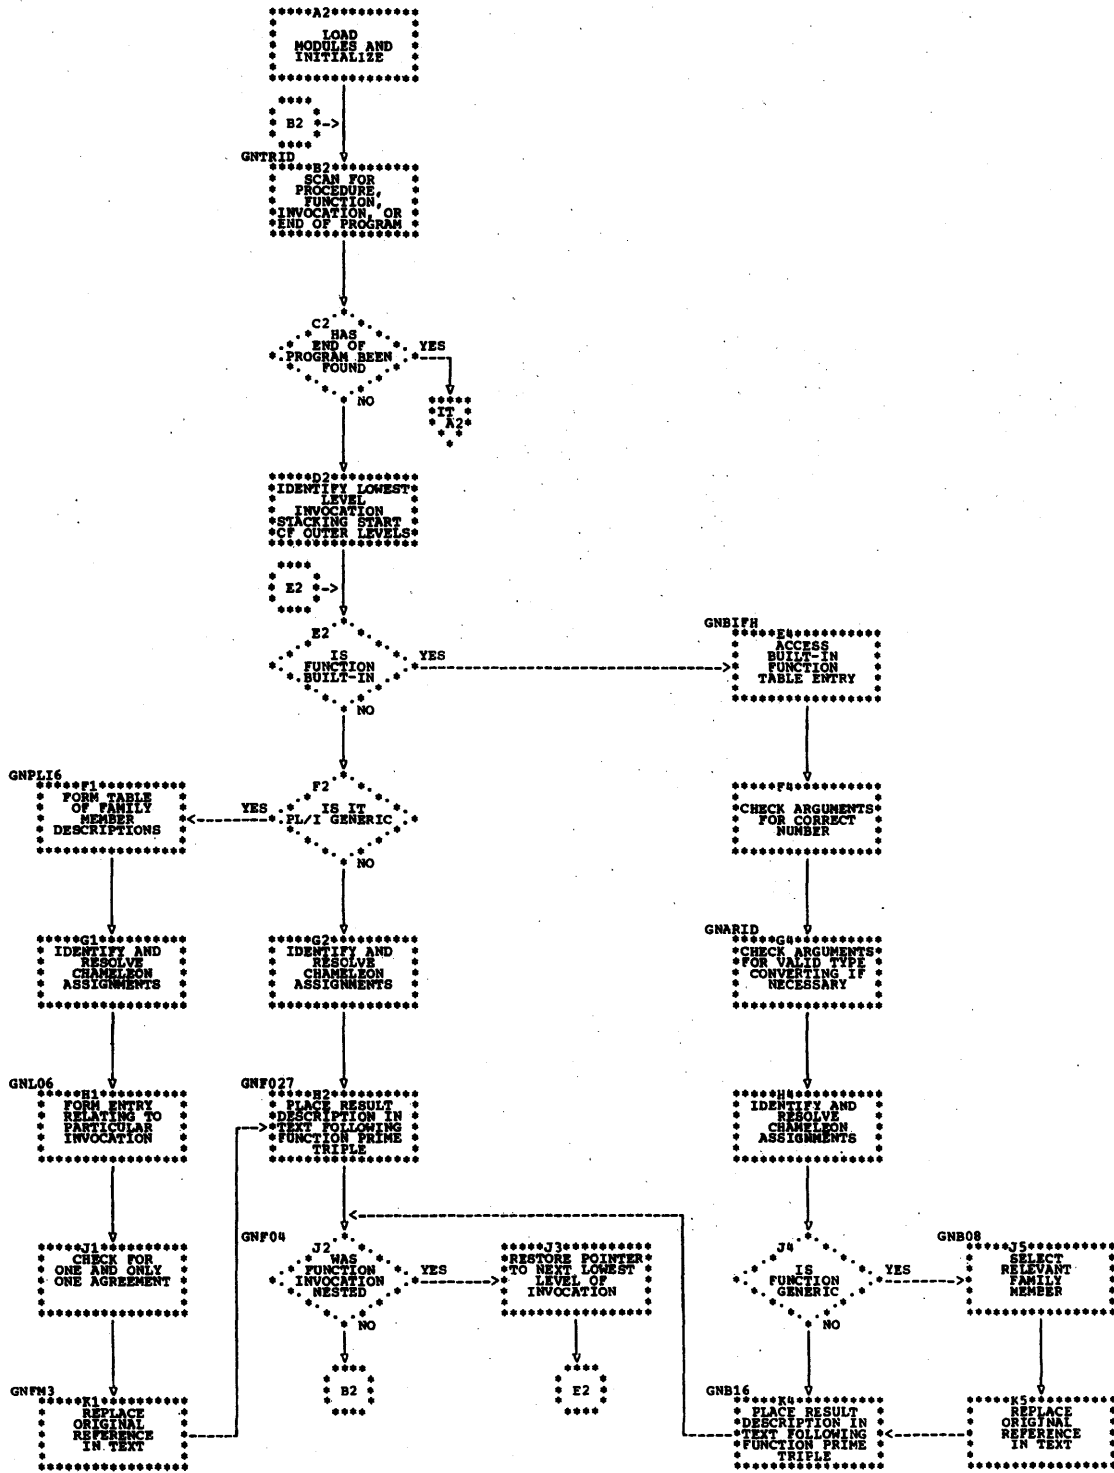 A2
LOAD
MODULES AND
INITIALIZE
B2
GNTRID
B2
SCAN FOR
PROCEDURE,
FUNCTION,
INVOCATION, OR
END OF PROGRAM
C2
HAS
END OF
PROGRAM BEEN
FOUND
YES
NO
IT
A2
D2
IDENTIFY LOWEST
LEVEL
INVOCATION
STACKING START
CF OUTER LEVELS
E2
E2
IS
FUNCTION
BUILT-IN
YES
NO
GNBIFH
E4
ACCESS
BUILT-IN
FUNCTION
TABLE ENTRY
GNPLI6
F1
FORM TABLE
OF FAMILY
MEMBER
DESCRIPTIONS
F2
IS IT
PL/I GENERIC
YES
NO
F4
CHECK ARGUMENTS
FOR CORRECT
NUMBER
G1
IDENTIFY AND
RESOLVE
CHAMELEON
ASSIGNMENTS
G2
IDENTIFY AND
RESOLVE
CHAMELEON
ASSIGNMENTS
GNARID
G4
CHECK ARGUMENTS
FOR VALID TYPE
CONVERTING IF
NECESSARY
GNL06
H1
FORM ENTRY
RELATING TO
PARTICULAR
INVOCATION
GNF027
H2
PLACE RESULT
DESCRIPTION IN
TEXT FOLLOWING
FUNCTION PRIME
TRIPLE
H4
IDENTIFY AND
RESOLVE
CHAMELEON
ASSIGNMENTS
J1
CHECK FOR
ONE AND ONLY
ONE AGREEMENT
GNF04
J2
WAS
FUNCTION
INVOCATION
NESTED
YES
NO
J3
RESTORE POINTER
TO NEXT LOWEST
LEVEL OF
INVOCATION
J4
IS
FUNCTION
GENERIC
YES
NO
GNB08
J5
SELECT
RELEVANT
FAMILY
MEMBER
GNFM3
K1
REPLACE
ORIGINAL
REFERENCE
IN TEXT
B2
E2
GNB16
K4
PLACE RESULT
DESCRIPTION IN
TEXT FOLLOWING
FUNCTION PRIME
TRIPLE
K5
REPLACE
ORIGINAL
REFERENCE
IN TEXT